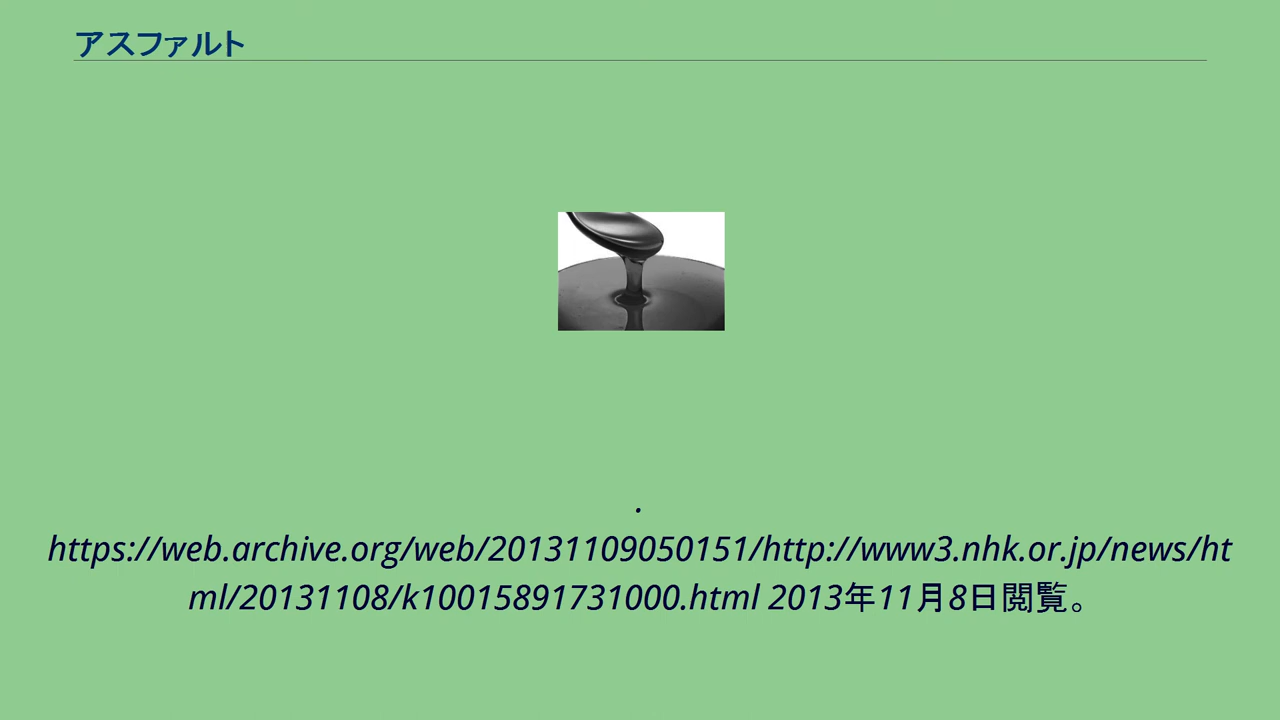 アスファルト
.
https://web.archive.org/web/20131109050151/http://www3.nhk.or.jp/news/ht
ml/20131108/k10015891731000.html 2013年11月8日閲覧。